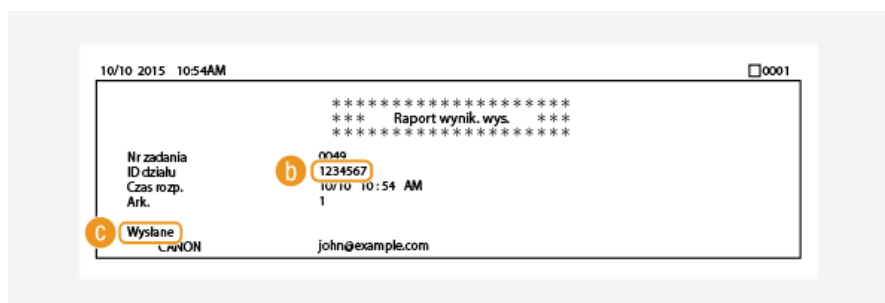 10/10 2015 10:54AM □0001
* * * * * * * * * * * * * * * * * * * *
* * * Raport wynik. wys. * * *
* * * * * * * * * * * * * * * * * * * *
Nr zadania 0049
ID działu b 1234567
Czas rozp. 10/10 10:54 AM
Ark. 1
c Wysłane
CANON john@example.com